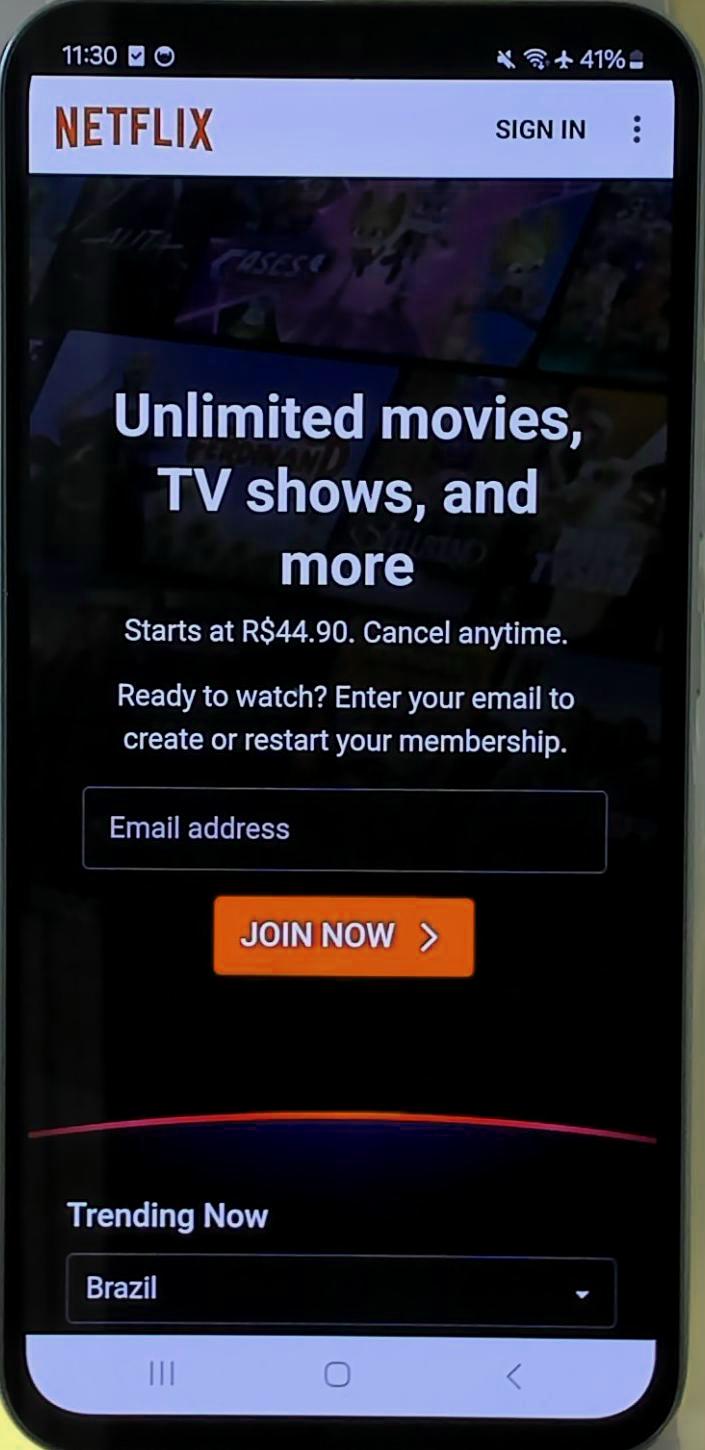 11:30
41%
NETFLIX
SIGN IN
FERDINAND
Unlimited movies,
TV shows, and
more
Starts at R$44.90. Cancel anytime.
Ready to watch? Enter your email to
create or restart your membership.
Email address
JOIN NOW
Trending Now
Brazil